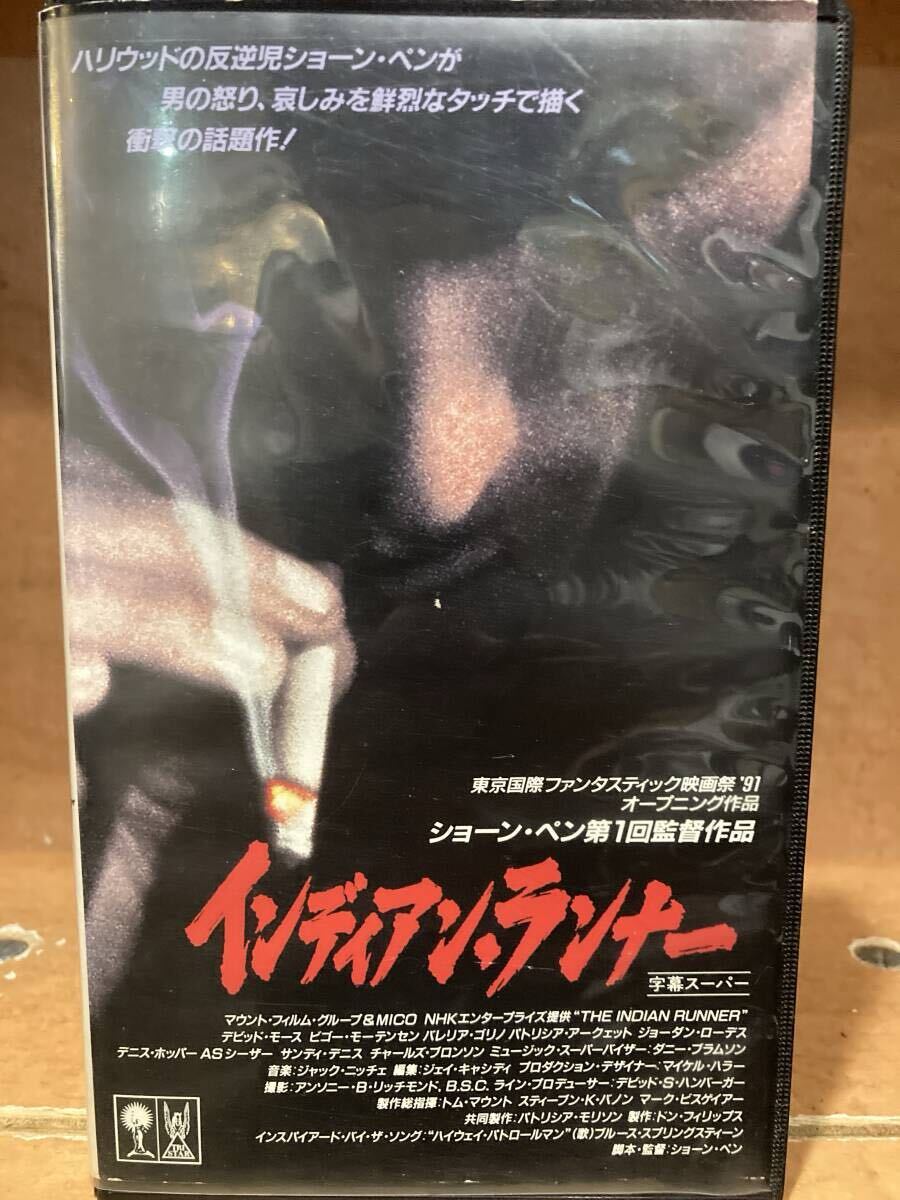 ハリウッドの反逆児ショーン・ペンが
男の怒り、哀しみを鮮烈なタッチで描く
衝撃の話題作!
東京国際ファンタスティック映画祭'91
オープニング作品
ショーン・ペン第1回監督作品
インディアン・ランナー
字幕スーパー
マウント・フィルム・グループ&MICO NHKエンタープライズ提供“THE INDIAN RUNNER”
デビッド・モース ビゴー・モーテンセン バレリア・ゴリノ パトリシア・アークェット ジョーダン・ローデス
デニス・ホッパー ASシーザー サンディ・デニス チャールズ・ブロンソン ミュージック・スーパーバイザー:ダニー・ブラムソン
音楽:ジャック・ニッチェ 編集:ジェイ・キャシディ プロダクション・デザイナー:マイケル・ハラー
撮影:アンソニー・B・リッチモンド, B.S.C. ライン・プロデューサー:デビッド・S・ハンバーガー
製作総指揮:トム・マウント スティーブン・K・バノン マーク・ビスゲイアー
共同製作:パトリシア・モリソン 製作:ドン・フィリップス
インスパイアード・バイ・ザ・ソング:“ハイウェイ・パトロールマン”(歌)ブルース・スプリングスティーン
脚本・監督:ショーン・ペン